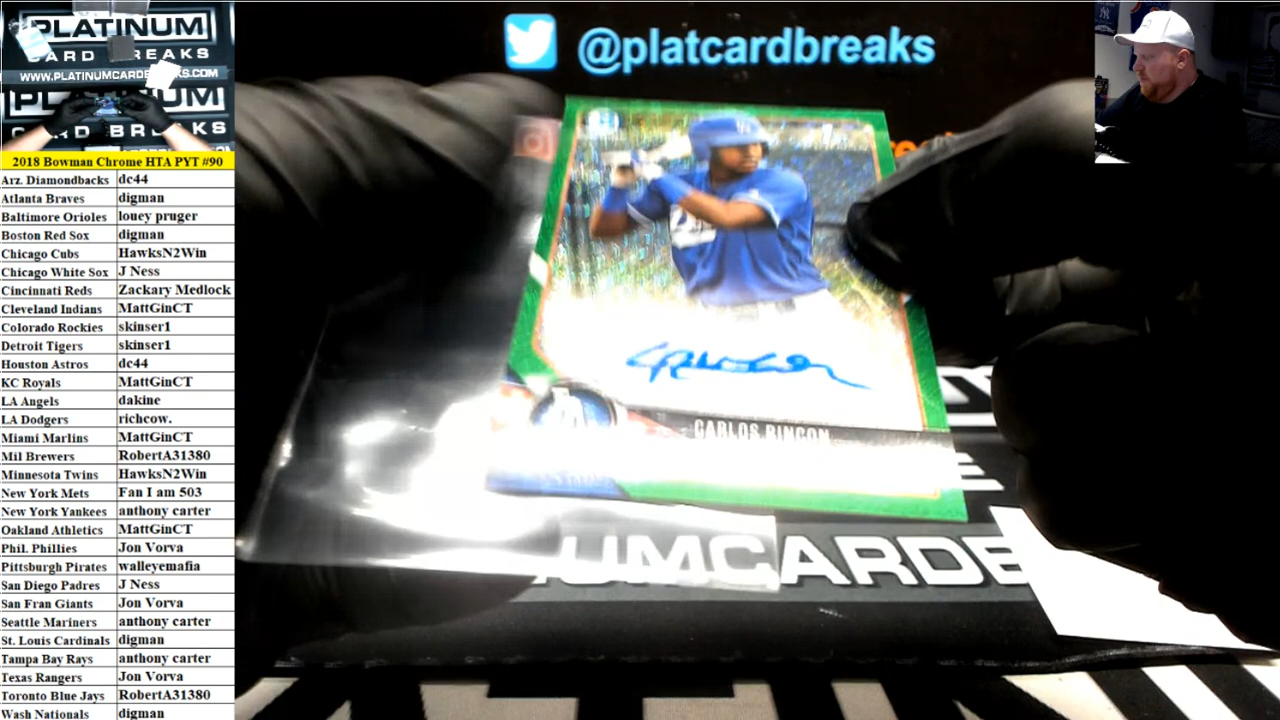 PLATINUM
CARD BREAKS
WWW.PLATINUMCARDBREAKS.COM
PLATINUM
CARD BREAKS
@platcardbreaks
2018 Bowman Chrome HTA PYT #90
Arz. Diamondbacks dc44
Atlanta Braves digman
Baltimore Orioles louey pruger
Boston Red Sox digman
Chicago Cubs HawksN2Win
Chicago White Sox J Ness
Cincinnati Reds Zackary Medlock
Cleveland Indians MattGinCT
Colorado Rockies skinser1
Detroit Tigers skinser1
Houston Astros dc44
KC Royals MattGinCT
LA Angels dakine
LA Dodgers richcow.
Miami Marlins MattGinCT
Mil Brewers RobertA31380
Minnesota Twins HawksN2Win
New York Mets Fan I am 503
New York Yankees anthony carter
Oakland Athletics MattGinCT
Phil. Phillies Jon Vorva
Pittsburgh Pirates walleyemafia
San Diego Padres J Ness
San Fran Giants Jon Vorva
Seattle Mariners anthony carter
St. Louis Cardinals digman
Tampa Bay Rays anthony carter
Texas Rangers Jon Vorva
Toronto Blue Jays RobertA31380
Wash Nationals digman
CARLOS RINCON
UMCARDB